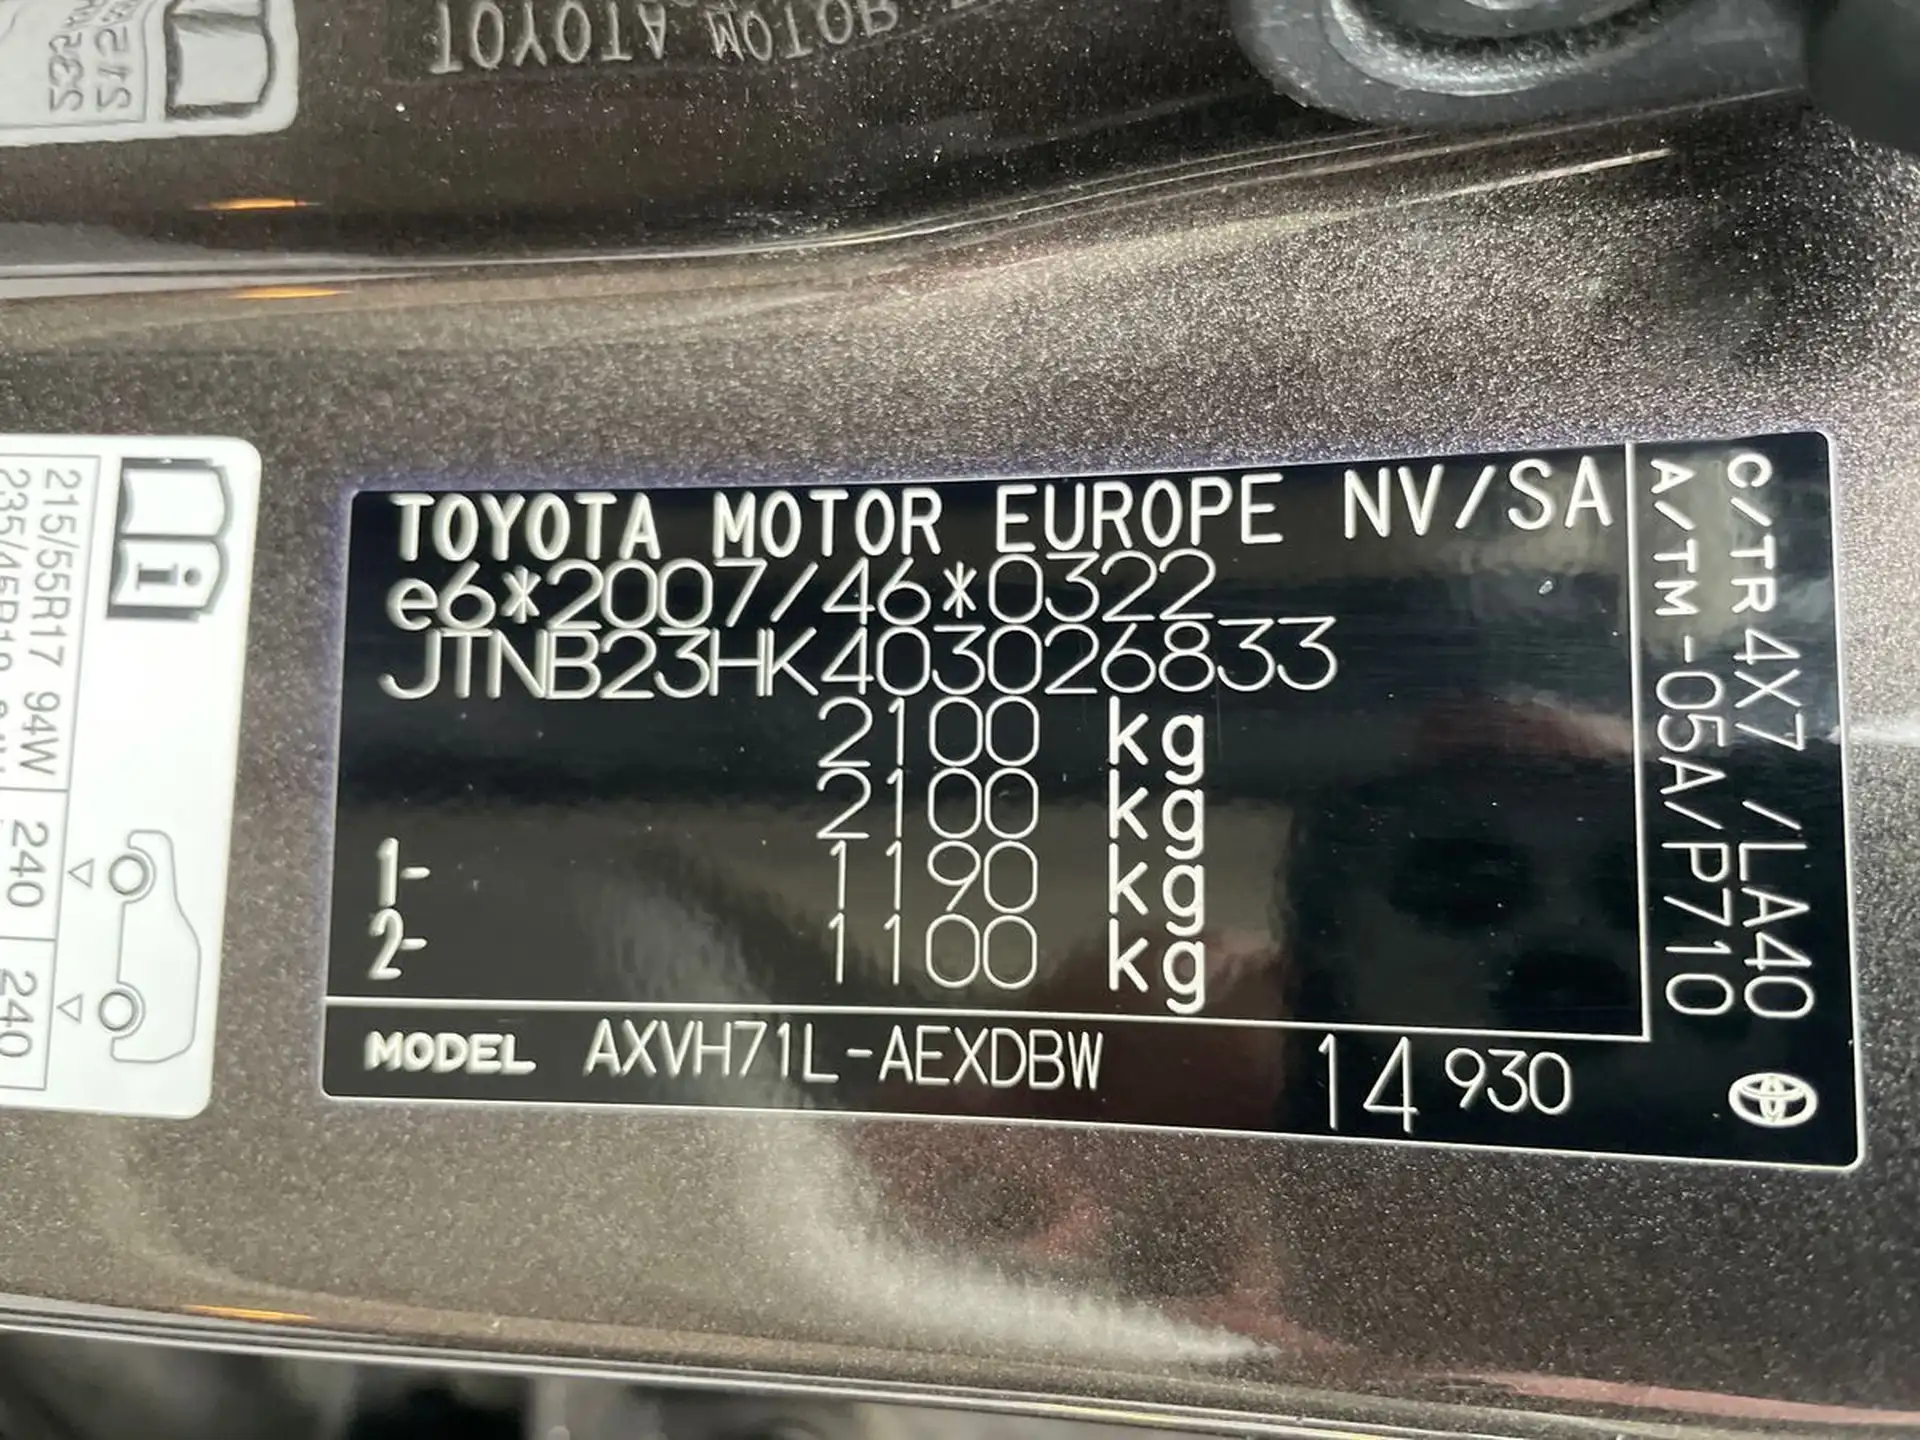 TOYOTA MOTOR
215/55R17 94W 240 240
TOYOTA MOTOR EUROPE NV/SA
e6*2007/46*0322
JTNB23HK403026833
2100 kg
2100 kg
1- 1190 kg
2- 1100 kg
MODEL AXVH71L-AEXDBW 14 930
C/TR 4X7 /LA40
A/TM -05A/P710